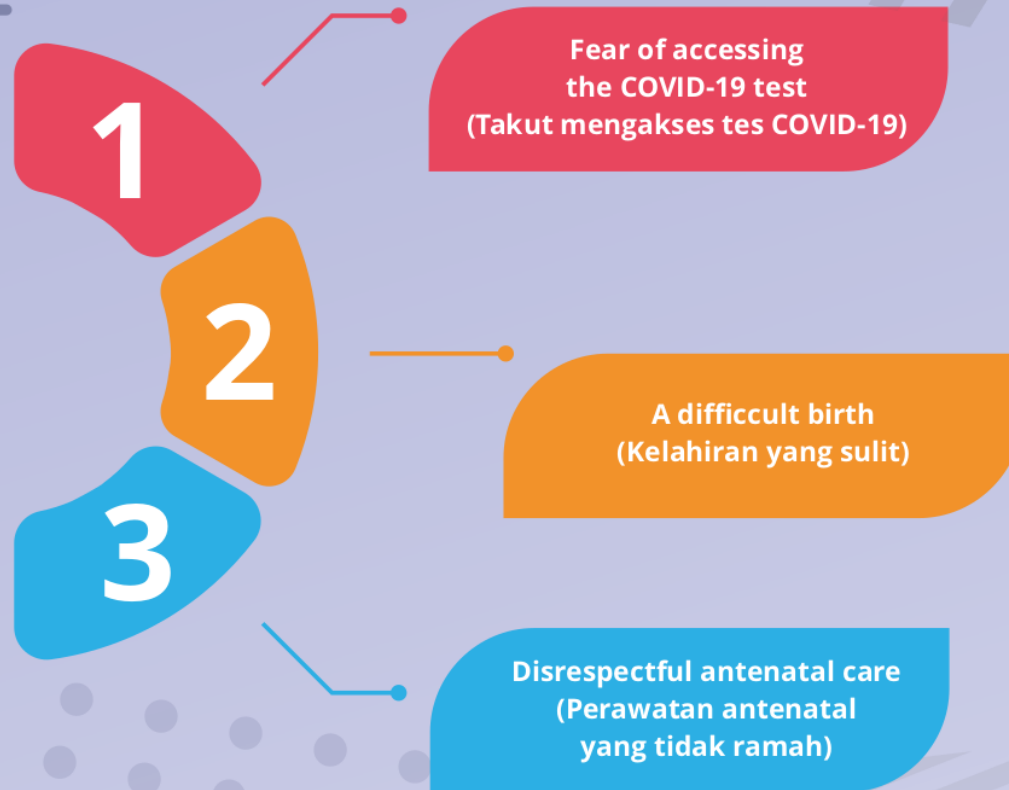 1
Fear of accessing
the COVID-19 test
(Takut mengakses tes COVID-19)
2
A difficcult birth
(Kelahiran yang sulit)
3
Disrespectful antenatal care
(Perawatan antenatal
yang tidak ramah)